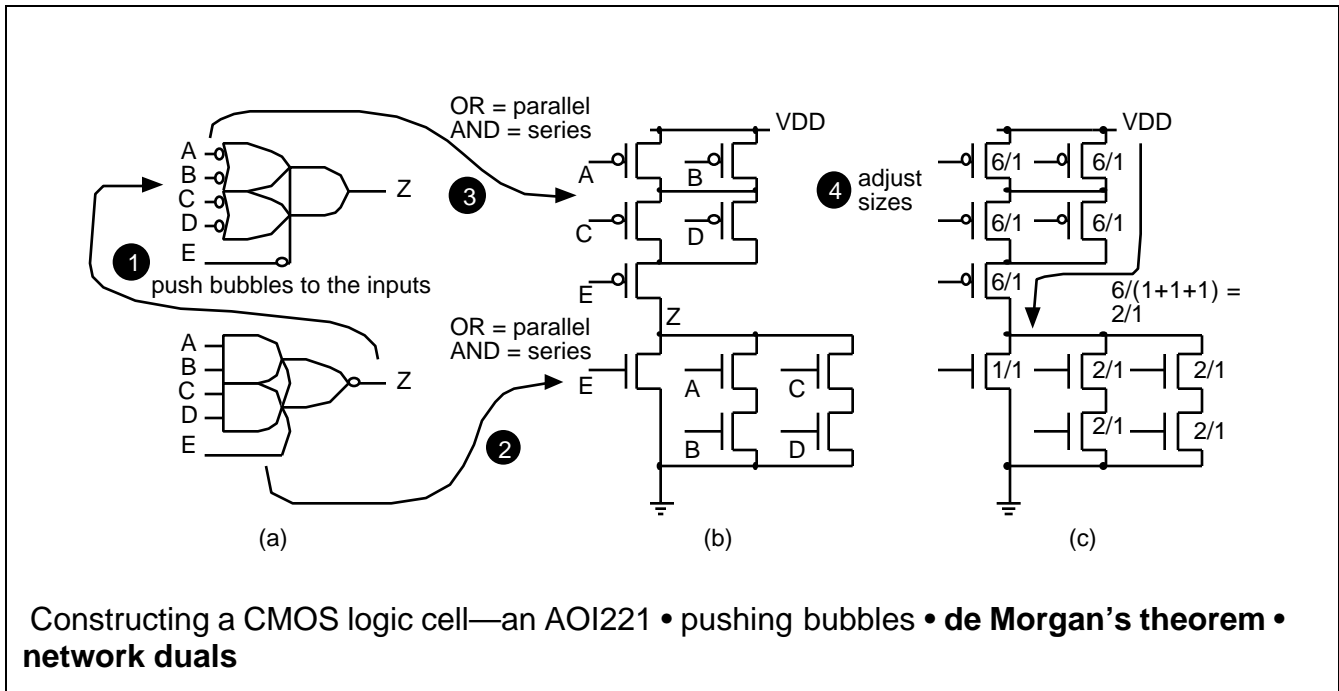 OR = parallel
AND = series
VDD
VDD
A
B
C
D
E
Z
3
A
B
4 adjust
sizes
6/1
6/1
C
D
6/1
6/1
1
push bubbles to the inputs
E
6/1
6/(1+1+1) =
2/1
Z
OR = parallel
AND = series
A
B
C
D
E
Z
2
E
A
C
B
D
1/1
2/1
2/1
2/1
2/1
(a)
(b)
(c)
Constructing a CMOS logic cell—an AOI221 • pushing bubbles • de Morgan’s theorem •
network duals